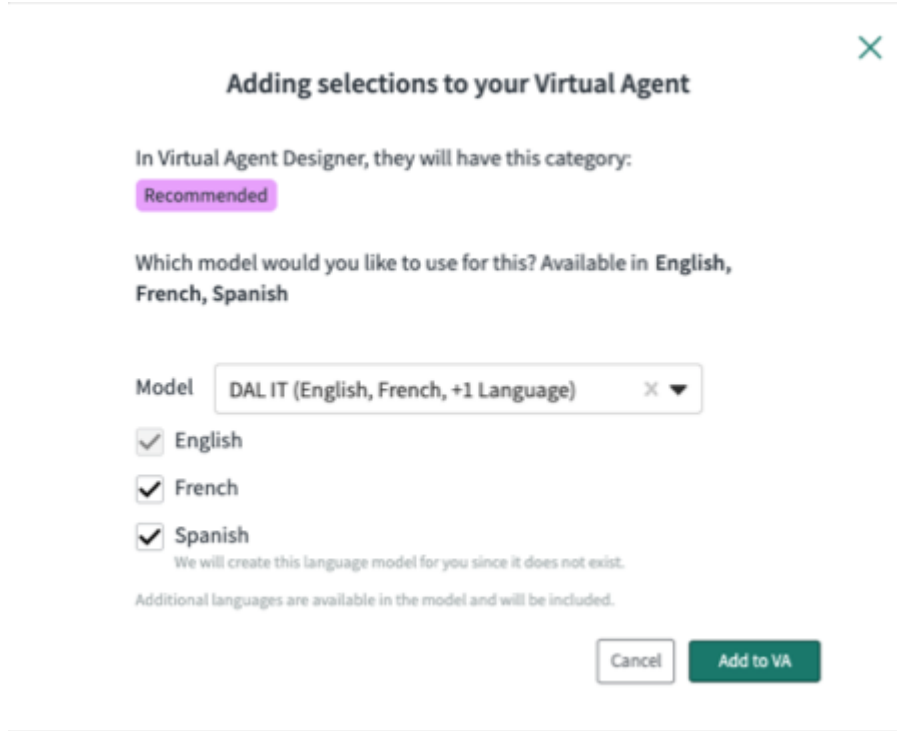 Adding selections to your Virtual Agent
In Virtual Agent Designer, they will have this category:
Recommended
Which model would you like to use for this? Available in English,
French, Spanish
Model DAL IT (English, French, +1 Language)
English
French
Spanish
We will create this language model for you since it does not exist.
Additional languages are available in the model and will be included.
Cancel Add to VA